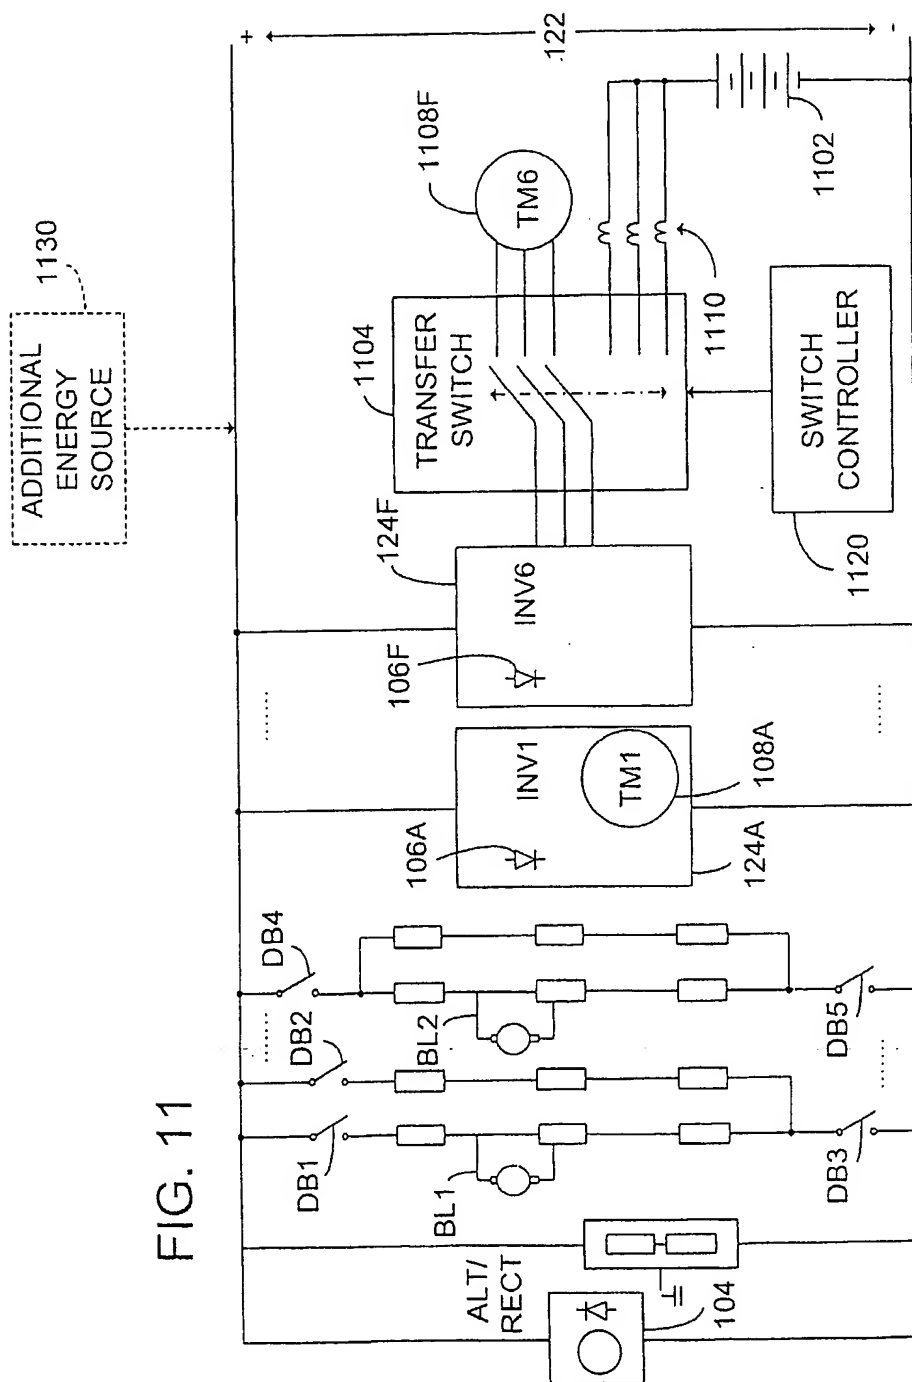 FIG. 11
ADDITIONAL
ENERGY
SOURCE
1130
+
122
-
ALT/
RECT
104
DB1
DB2
DB4
BL1
BL2
DB3
DB5
106A
INV1
TM1
108A
124A
106F
INV6
124F
TRANSFER
SWITCH
1104
TM6
1108F
1110
1102
SWITCH
CONTROLLER
1120